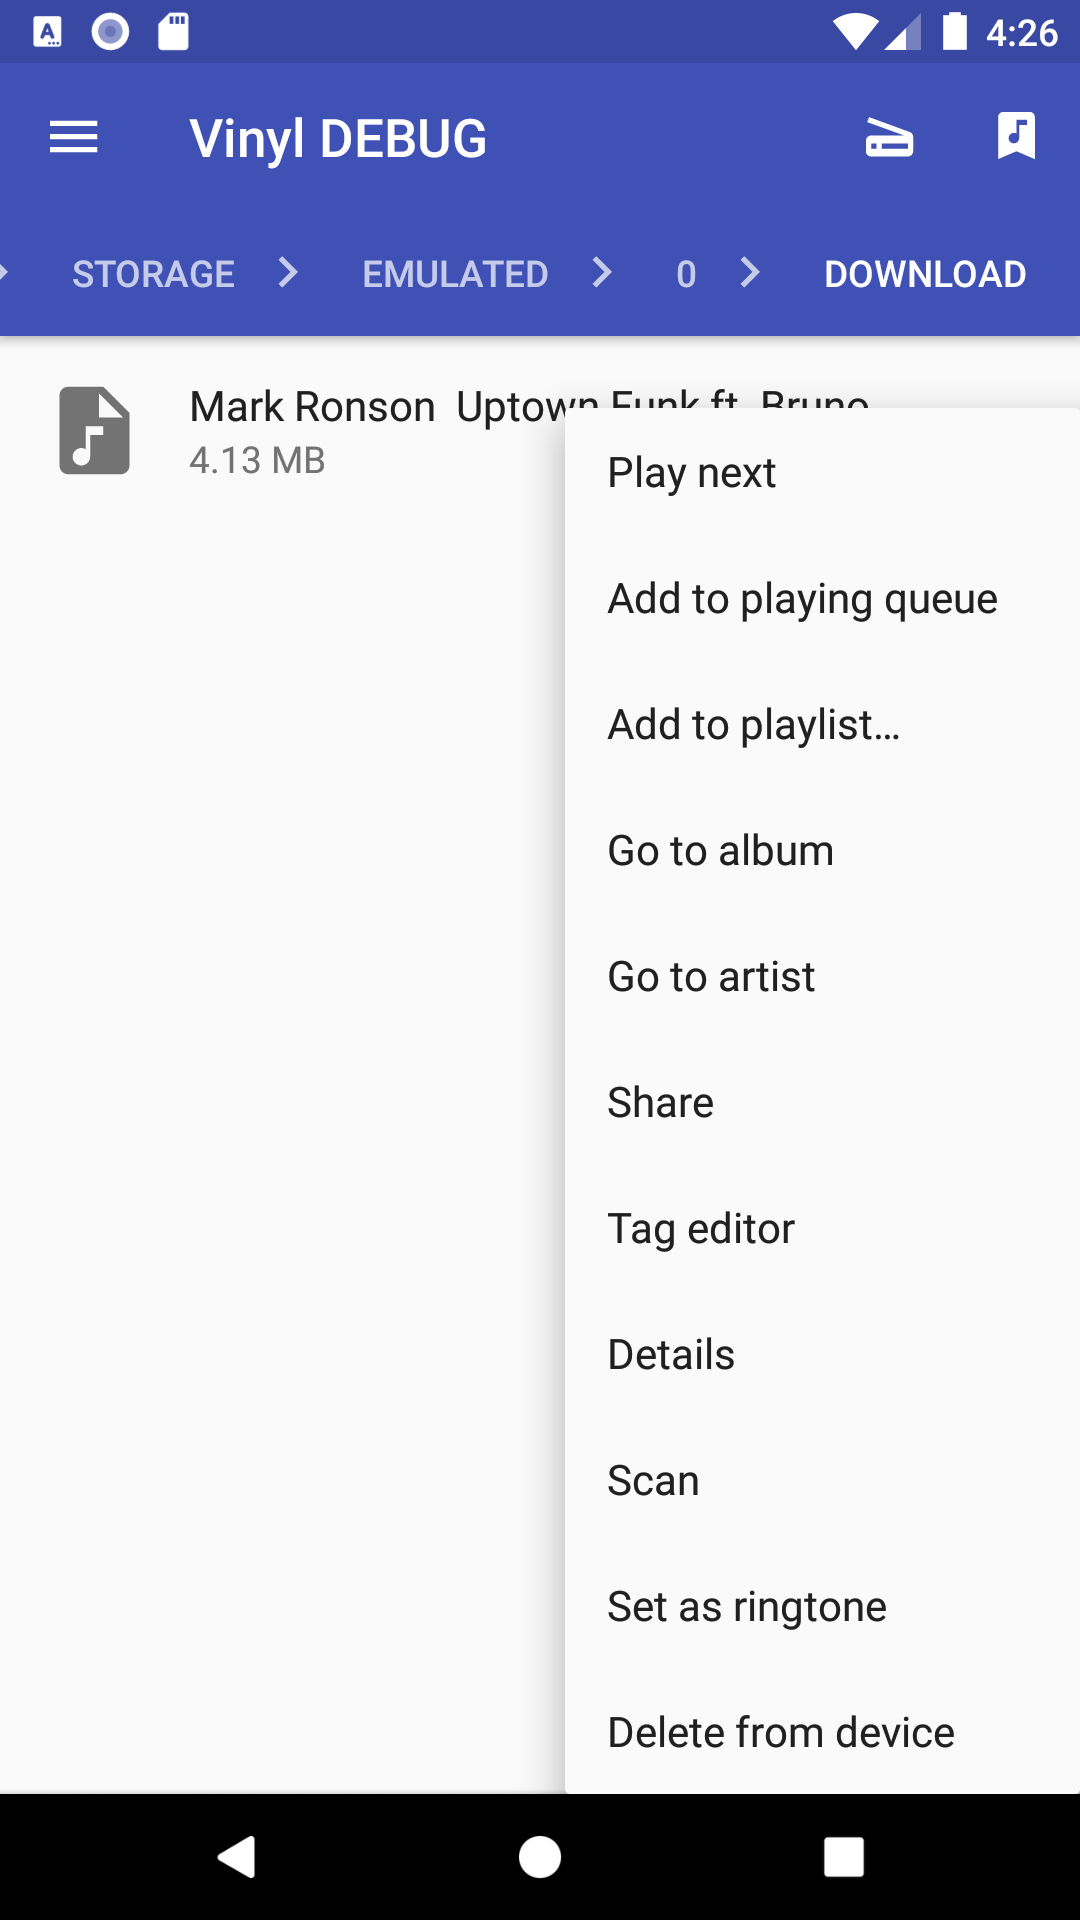 4:26
Vinyl DEBUG
STORAGE EMULATED 0 DOWNLOAD
Mark Ronson Uptown Funk ft. Bruno
4.13 MB
Play next
Add to playing queue
Add to playlist…
Go to album
Go to artist
Share
Tag editor
Details
Scan
Set as ringtone
Delete from device